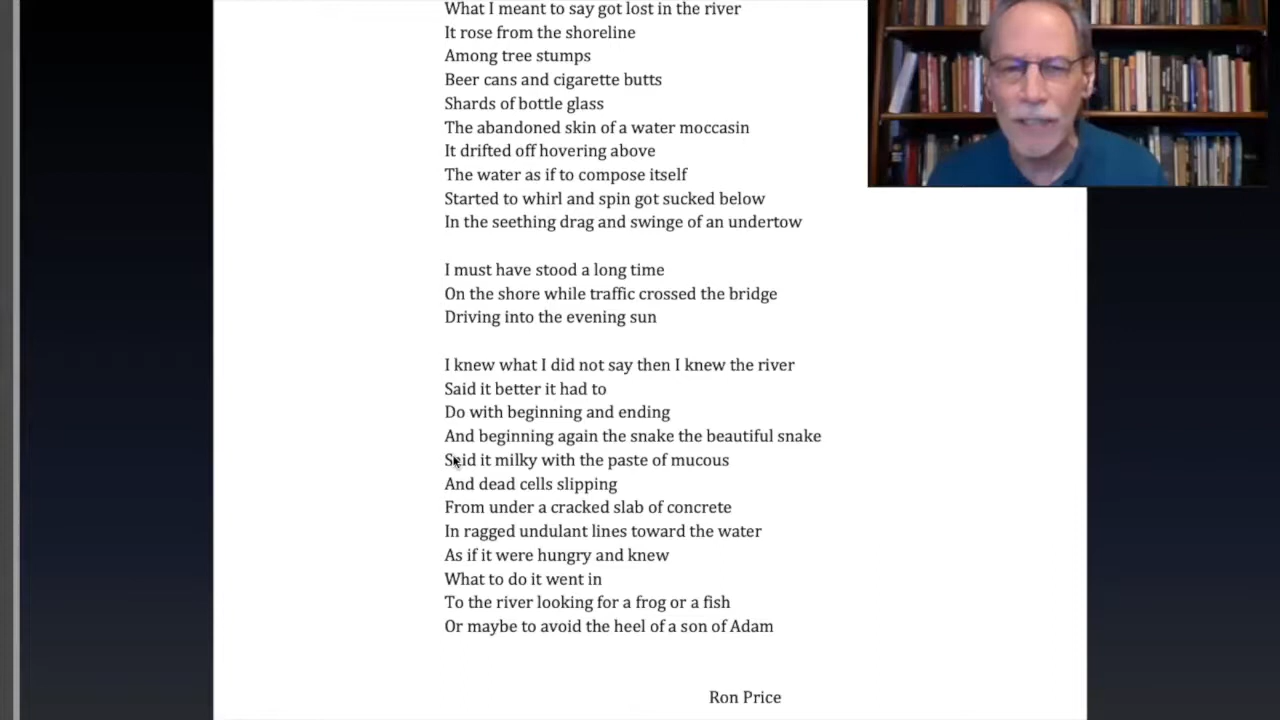 What I meant to say got lost in the river
It rose from the shoreline
Among tree stumps
Beer cans and cigarette butts
Shards of bottle glass
The abandoned skin of a water moccasin
It drifted off hovering above
The water as if to compose itself
Started to whirl and spin got sucked below
In the seething drag and swinge of an undertow
I must have stood a long time
On the shore while traffic crossed the bridge
Driving into the evening sun
I knew what I did not say then I knew the river
Said it better it had to
Do with beginning and ending
And beginning again the snake the beautiful snake
Said it milky with the paste of mucous
And dead cells slipping
From under a cracked slab of concrete
In ragged undulant lines toward the water
As if it were hungry and knew
What to do it went in
To the river looking for a frog or a fish
Or maybe to avoid the heel of a son of Adam
Ron Price